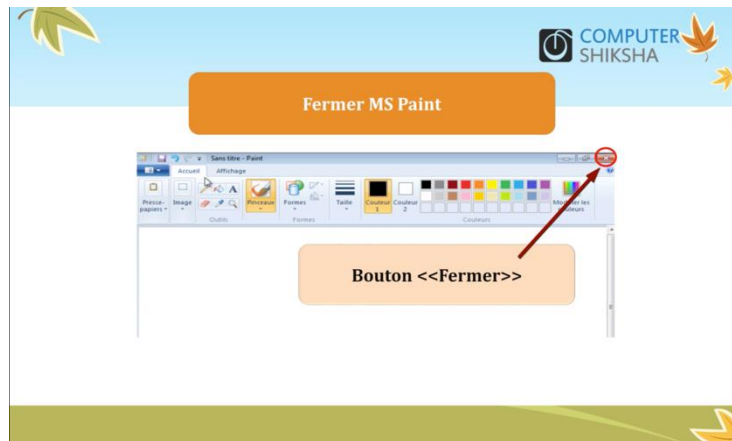 COMPUTER
SHIKSHA
Fermer MS Paint
Sans titre - Paint
Accueil Affichage
Presse-
papiers
Image
Outils
Pinceaux
Formes
Formes
Taille
Couleur
1
Couleur
2
Couleurs
Modifier les
couleurs
Bouton <<Fermer>>